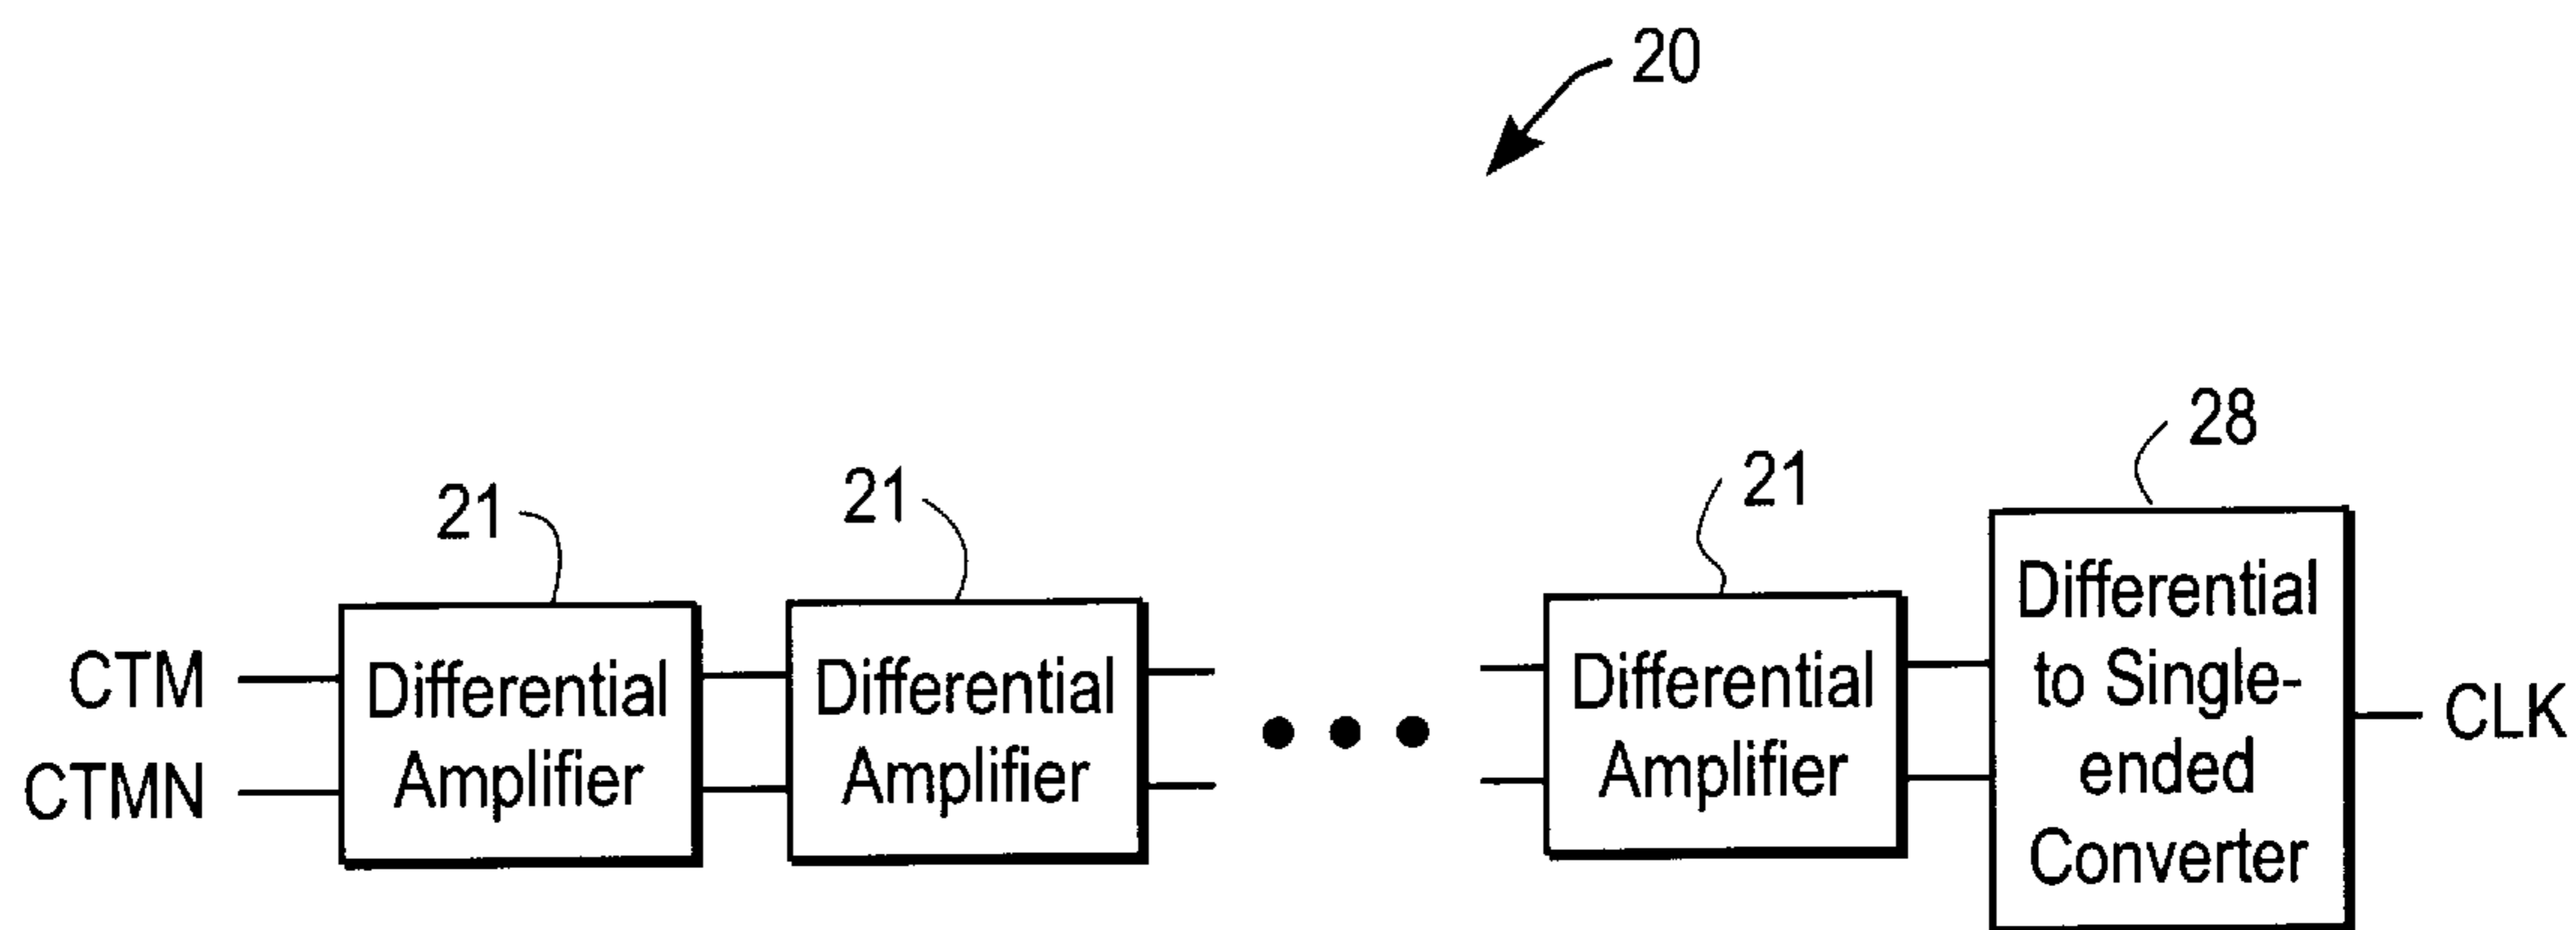 20
21
21
21
28
CTM
CTMN
Differential
Amplifier
Differential
Amplifier
Differential
Amplifier
Differential
to Single-
ended
Converter
CLK